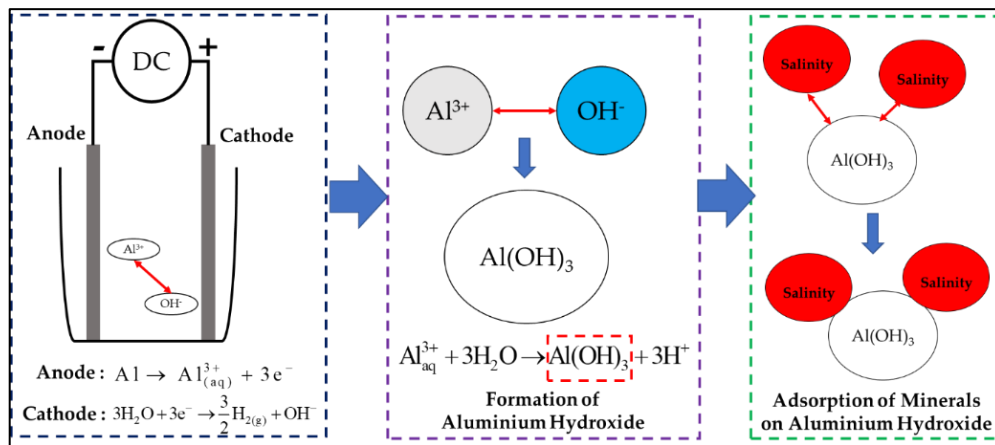 - DC +
Anode
Cathode
Al³⁺
OH⁻
Anode : Al → Al³⁺₍aq₎ + 3e⁻
Cathode : 3H₂O + 3e⁻ → 3/2 H₂₍g₎ + OH⁻
Al³⁺ OH⁻
Al(OH)₃
Al³⁺aq + 3H₂O → Al(OH)₃ + 3H⁺
Formation of
Aluminium Hydroxide
Salinity
Salinity
Al(OH)₃
Salinity
Salinity
Al(OH)₃
Adsorption of Minerals
on Aluminium Hydroxide